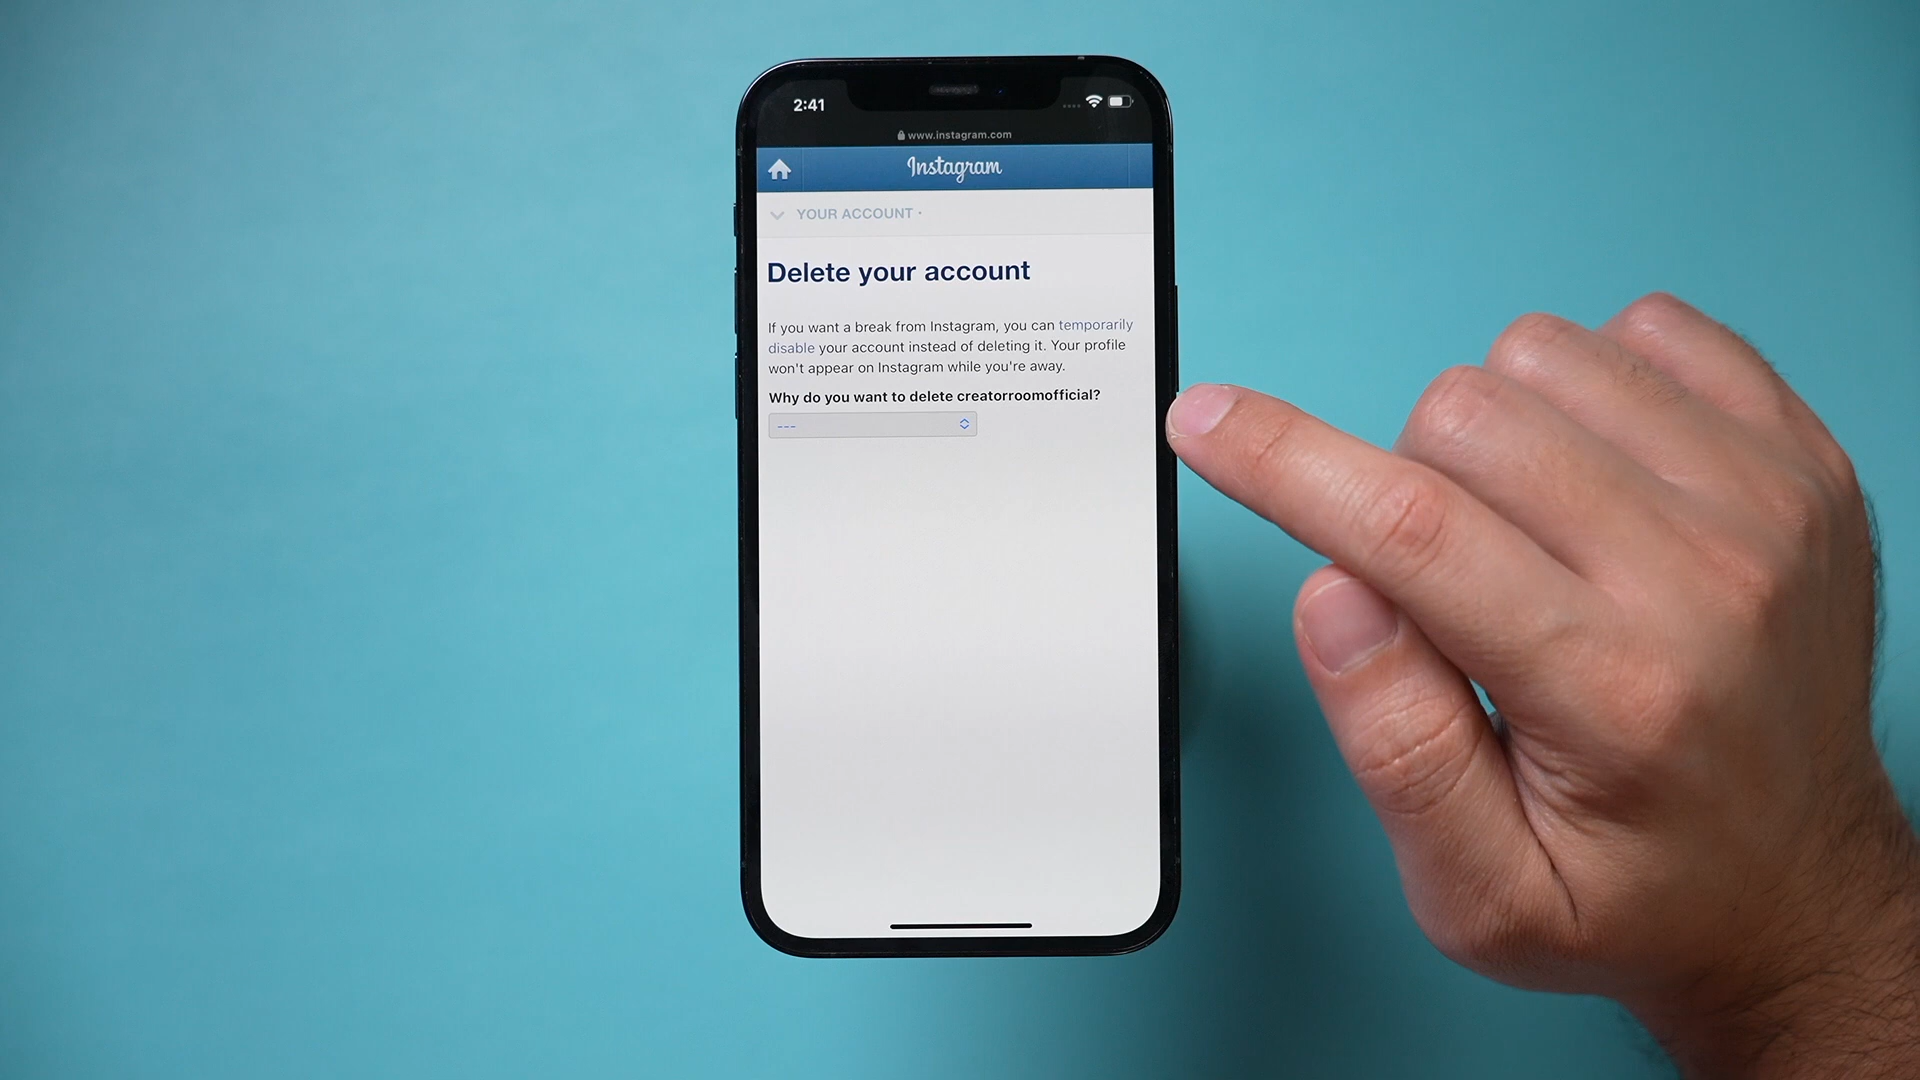 2:41
www.instagram.com
Instagram
YOUR ACCOUNT ·
Delete your account
If you want a break from Instagram, you can temporarily
disable your account instead of deleting it. Your profile
won't appear on Instagram while you're away.
Why do you want to delete creatorroomofficial?
---